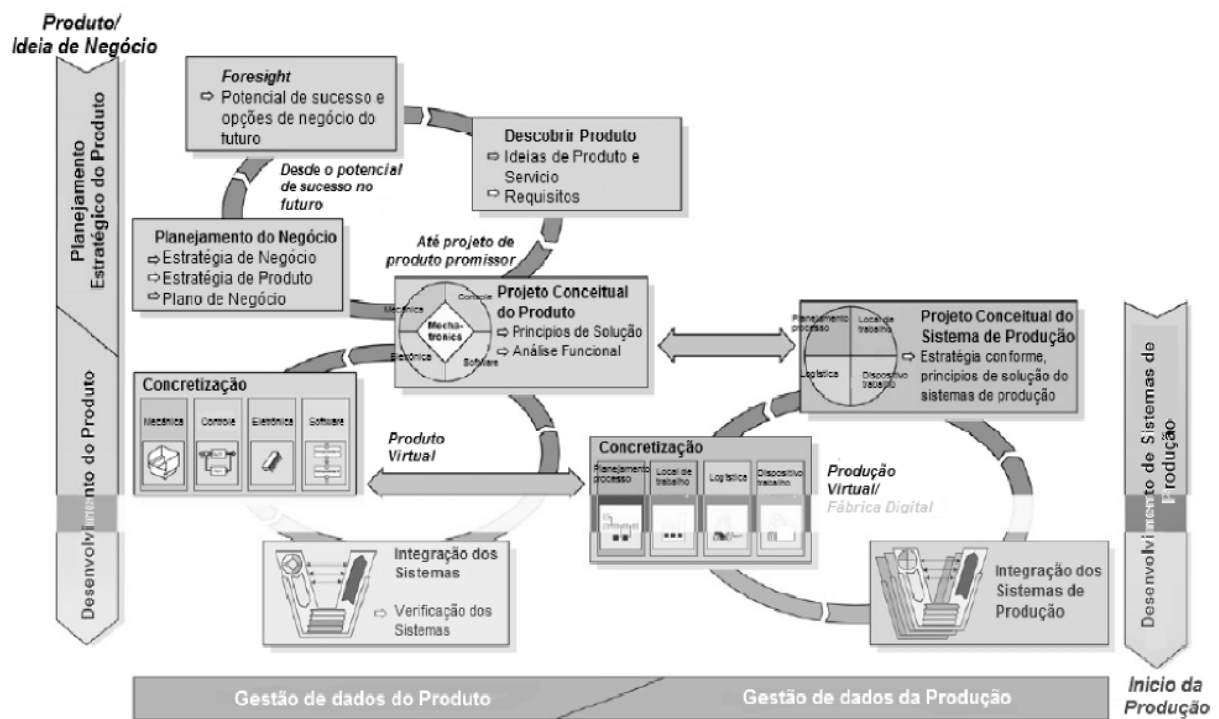 Produto/
Ideia de Negócio
Planejamento
Estratégico do Produto
Desenvolvimento do Produto
Foresight
⇨ Potencial de sucesso e
opções de negócio do
futuro
Descobrir Produto
⇨ Ideias de Produto e
Servicio
⇨ Requisitos
Desde o potencial
de sucesso no
futuro
Planejamento do Negócio
⇨ Estratégia de Negócio
⇨ Estratégia de Produto
⇨ Plano de Negócio
Até projeto de
produto promissor
Mecánica
Controle
Mecha-
tronics
Eletrônica
Software
Projeto Conceitual
do Produto
⇨ Principios de Solução
⇨ Análise Funcional
Planejamento
processo
Local de
trabalho
Logística
Dispositivo
trabalho
Projeto Conceitual do
Sistema de Produção
⇨ Estratégia conforme,
principios de solução do
sistemas de produção
Concretização
Mecánica
Controle
Eletrônica
Software
Produto
Virtual
Concretização
Planejamento
processo
Local de
trabalho
Logística
Dispositivo
trabalho
Produção
Virtual/
Fábrica Digital
Integração dos
Sistemas
⇨ Verificação dos
Sistemas
Integração dos
Sistemas de
Produção
Desenvolvimento de Sistemas de
Produção
Gestão de dados do Produto
Gestão de dados da Produção
Inicio da
Produção